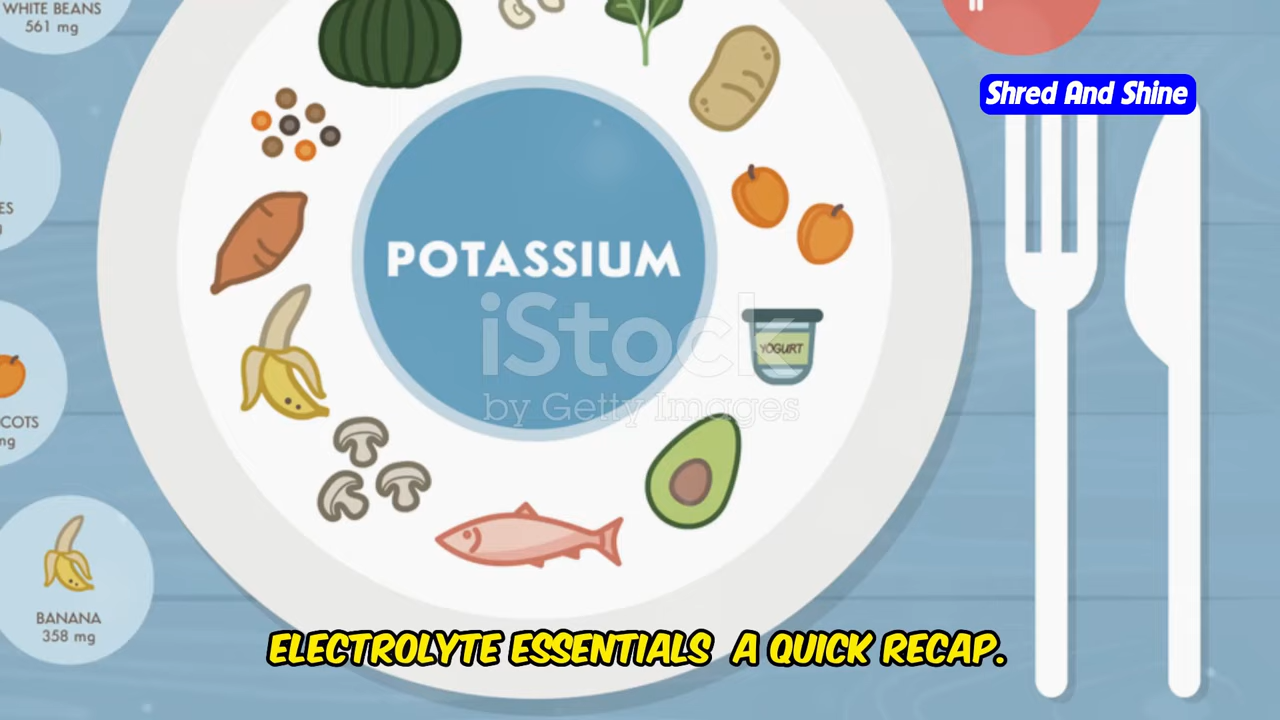 WHITE BEANS
561 mg
Shred And Shine
ES
POTASSIUM
iStock
by Getty Images
YOGURT
COTS
mg
BANANA
358 mg
ELECTROLYTE ESSENTIALS A QUICK RECAP.